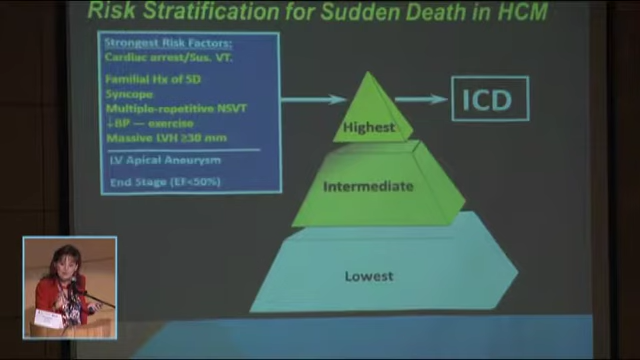 Risk Stratification for Sudden Death in HCM
Strongest Risk Factors:
Cardiac arrest/Sus. VT.
Familial Hx of SD
Syncope
Multiple-repetitive NSVT
↓BP — exercise
Massive LVH ≥30 mm
LV Apical Aneurysm
End Stage (EF<50%)
Highest
ICD
Intermediate
Lowest